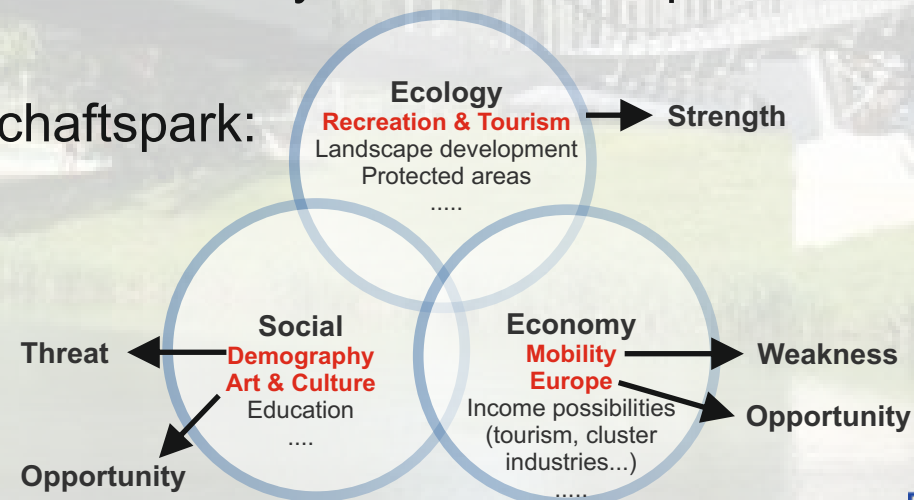 chaftspark:
Ecology
Recreation & Tourism
Landscape development
Protected areas
.....
Strength
Social
Demography
Art & Culture
Education
....
Threat
Opportunity
Economy
Mobility
Europe
Income possibilities
(tourism, cluster
industries...)
.....
Weakness
Opportunity